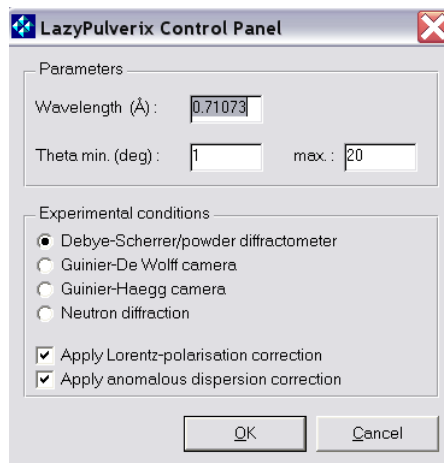 LazyPulverix Control Panel
Parameters
Wavelength (Å) : 0.71073
Theta min. (deg) : 1 max. : 20
Experimental conditions
Debye-Scherrer/powder diffractometer
Guinier-De Wolff camera
Guinier-Haegg camera
Neutron diffraction
Apply Lorentz-polarisation correction
Apply anomalous dispersion correction
OK Cancel